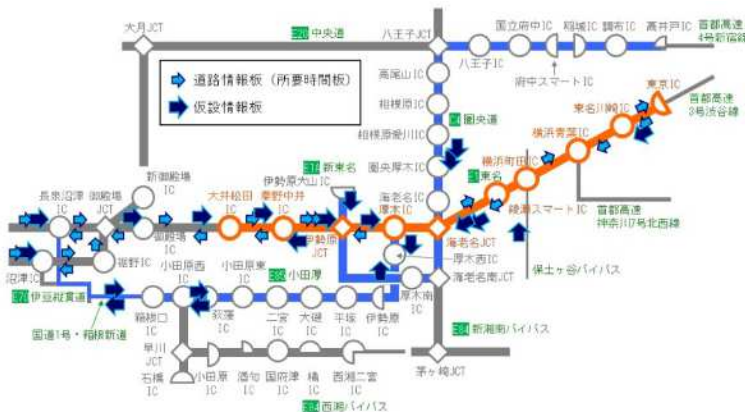 大月JCT
E20 中央道
八王子JCT
国立府中IC
稲城IC
調布IC
高井戸IC
首都高速
4号新宿線
八王子IC
府中スマートIC
道路情報板（所要時間板）
仮設情報板
高尾山IC
相模原IC
相模原愛川IC
C4 圏央道
圏央厚木IC
海老名IC
東京IC
東名川崎IC
首都高速
3号渋谷線
横浜青葉IC
横浜町田IC
E1 東名
綾瀬スマートIC
首都高速
神奈川7号北西線
新御殿場
IC
長泉沼津
IC
御殿場
JCT
大井松田
IC
秦野中井
IC
新東名
伊勢原大山IC
厚木IC
伊勢原
JCT
海老名JCT
御殿場
IC
沼津IC
裾野IC
小田原西
IC
小田原東
IC
小田厚
厚木西IC
厚木南
IC
海老名南JCT
保土ヶ谷バイパス
E70 伊豆縦貫道
国道1号・箱根新道
箱根口
IC
荻窪
IC
二宮
IC
大磯
IC
平塚
IC
伊勢原
IC
E84 新湘南バイパス
早川
JCT
石橋
IC
小田原
IC
酒匂
IC
国府津
IC
橘
IC
西湘二宮
IC
茅ヶ崎JCT
E84 西湘バイパス